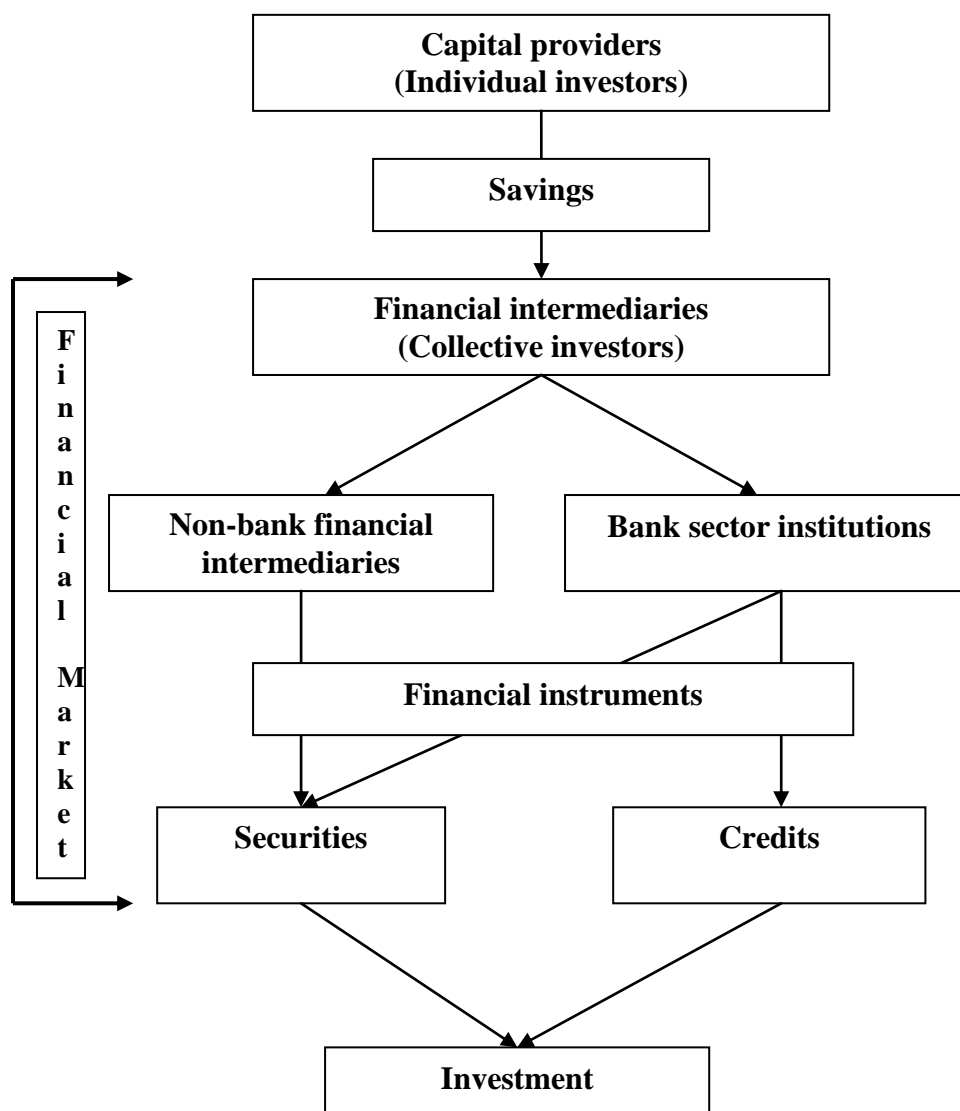 Capital providers
(Individual investors)
Savings
Financial intermediaries
(Collective investors)
Financial Market
Non-bank financial
intermediaries
Bank sector institutions
Financial instruments
Securities
Credits
Investment